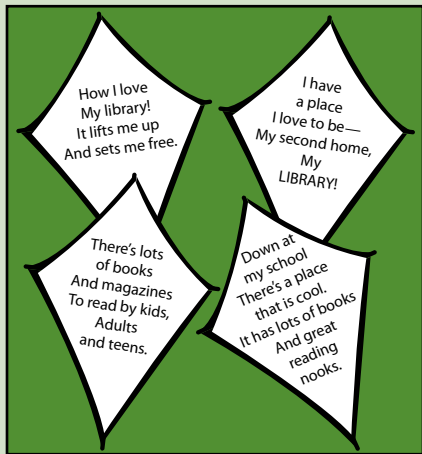 How I love
My library!
It lifts me up
And sets me free.
I have
a place
I love to be—
My second home,
My
LIBRARY!
There's lots
of books
And magazines
To read by kids,
Adults
and teens.
Down at
my school
There's a place
that is cool.
It has lots of books
And great
reading
nooks.